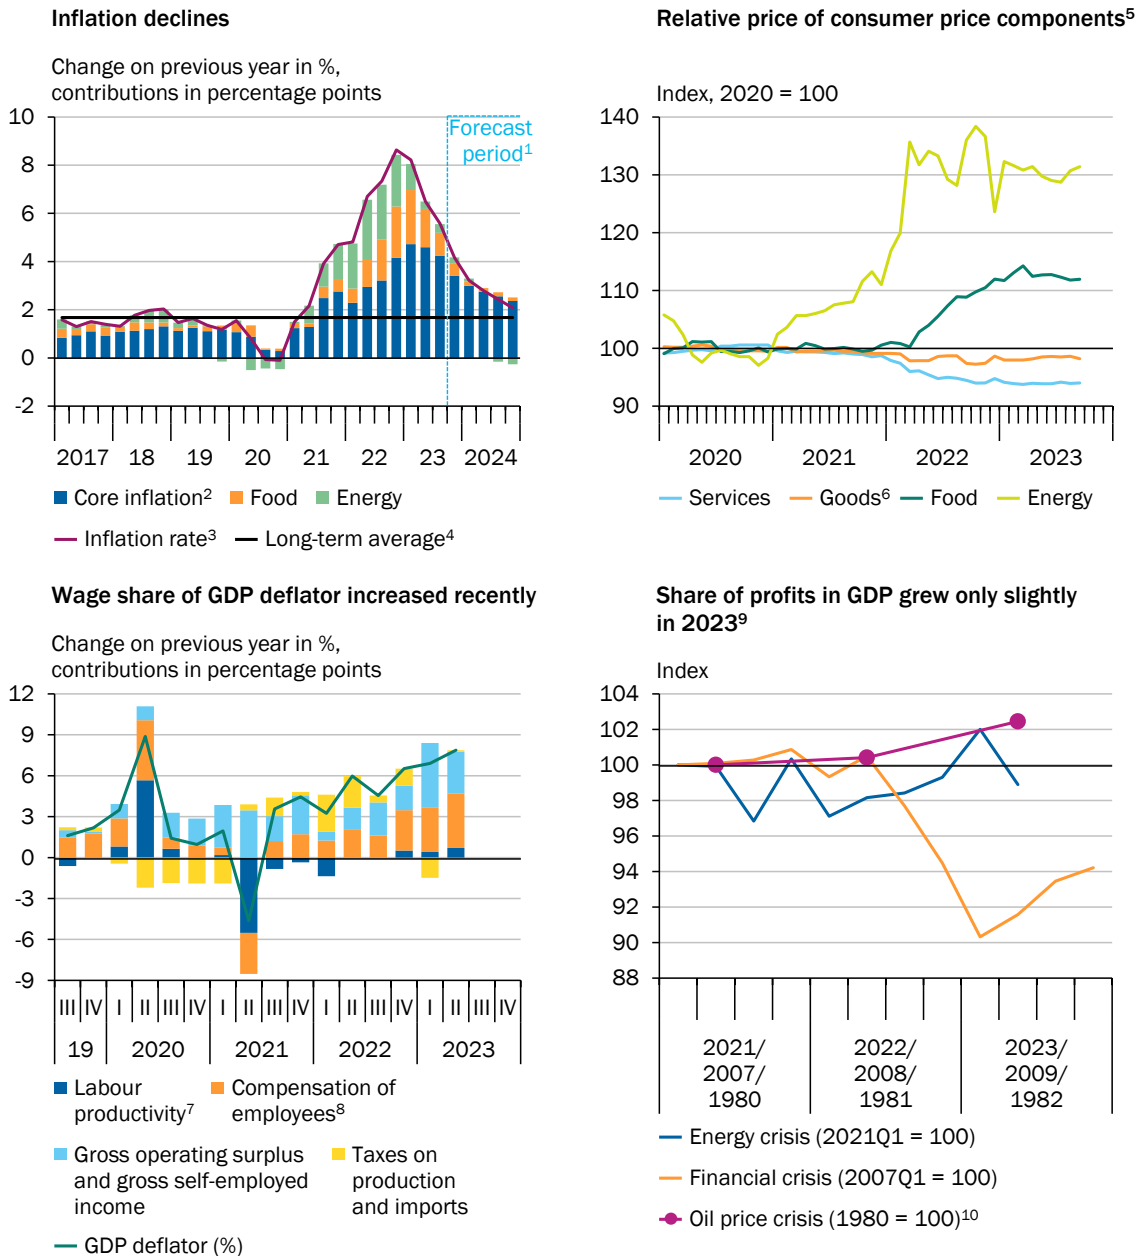 Inflation declines
Change on previous year in %,
contributions in percentage points
10
8
6
4
2
0
-2
Forecast
period1
2017 18 19 20 21 22 23 2024
Core inflation2 Food Energy
Inflation rate3 Long-term average4
Relative price of consumer price components5
Index, 2020 = 100
140
130
120
110
100
90
2020 2021 2022 2023
Services Goods6 Food Energy
Wage share of GDP deflator increased recently
Change on previous year in %,
contributions in percentage points
12
9
6
3
0
-3
-6
-9
III IV I II III IV I II III IV I II III IV I II III IV
19 2020 2021 2022 2023
Labour
productivity7
Compensation of
employees8
Gross operating surplus
and gross self-employed
income
Taxes on
production
and imports
GDP deflator (%)
Share of profits in GDP grew only slightly
in 20239
Index
104
102
100
98
96
94
92
90
88
2021/ 2022/ 2023/
2007/ 2008/ 2009/
1980 1981 1982
Energy crisis (2021Q1 = 100)
Financial crisis (2007Q1 = 100)
Oil price crisis (1980 = 100)10